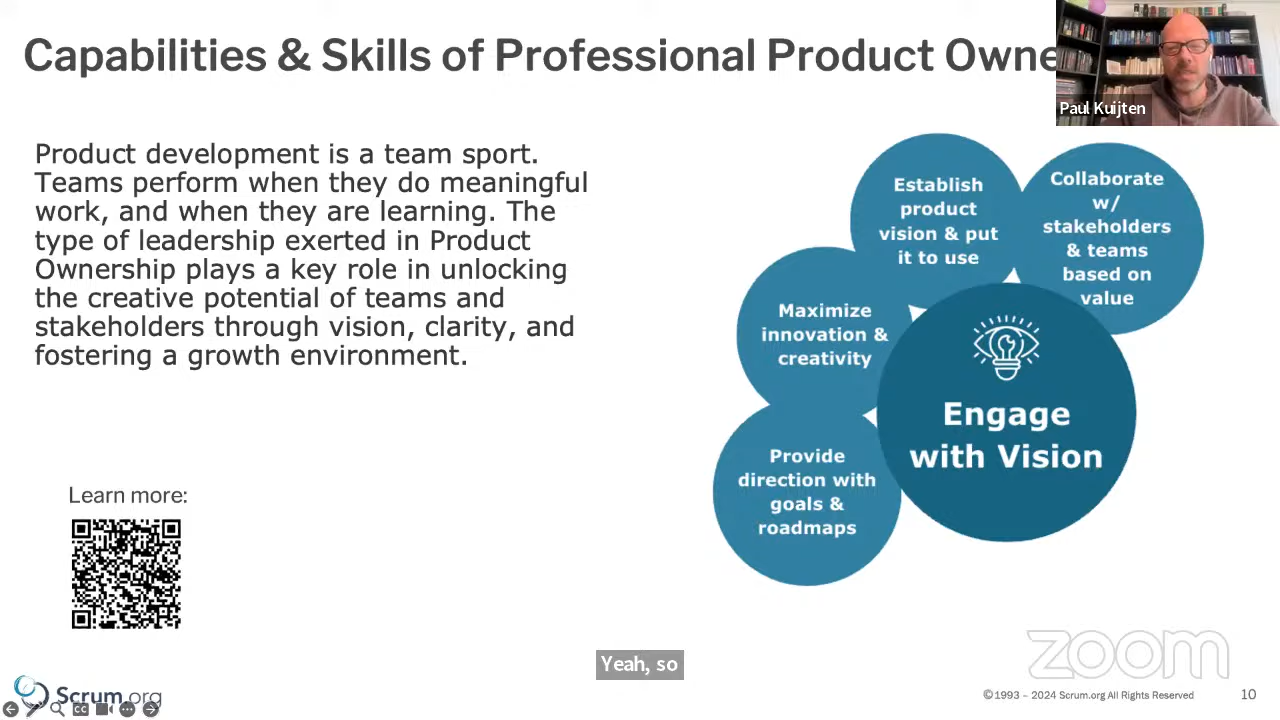 Capabilities & Skills of Professional Product Owne
Paul Kuijten
Product development is a team sport.
Teams perform when they do meaningful
work, and when they are learning. The
type of leadership exerted in Product
Ownership plays a key role in unlocking
the creative potential of teams and
stakeholders through vision, clarity, and
fostering a growth environment.
Establish
product
vision & put
it to use
Collaborate
w/
stakeholders
& teams
based on
value
Maximize
innovation &
creativity
Engage
with Vision
Provide
direction with
goals &
roadmaps
Learn more:
Yeah, so
zoom
Scrum.org
CC
©1993 – 2024 Scrum.org All Rights Reserved
10